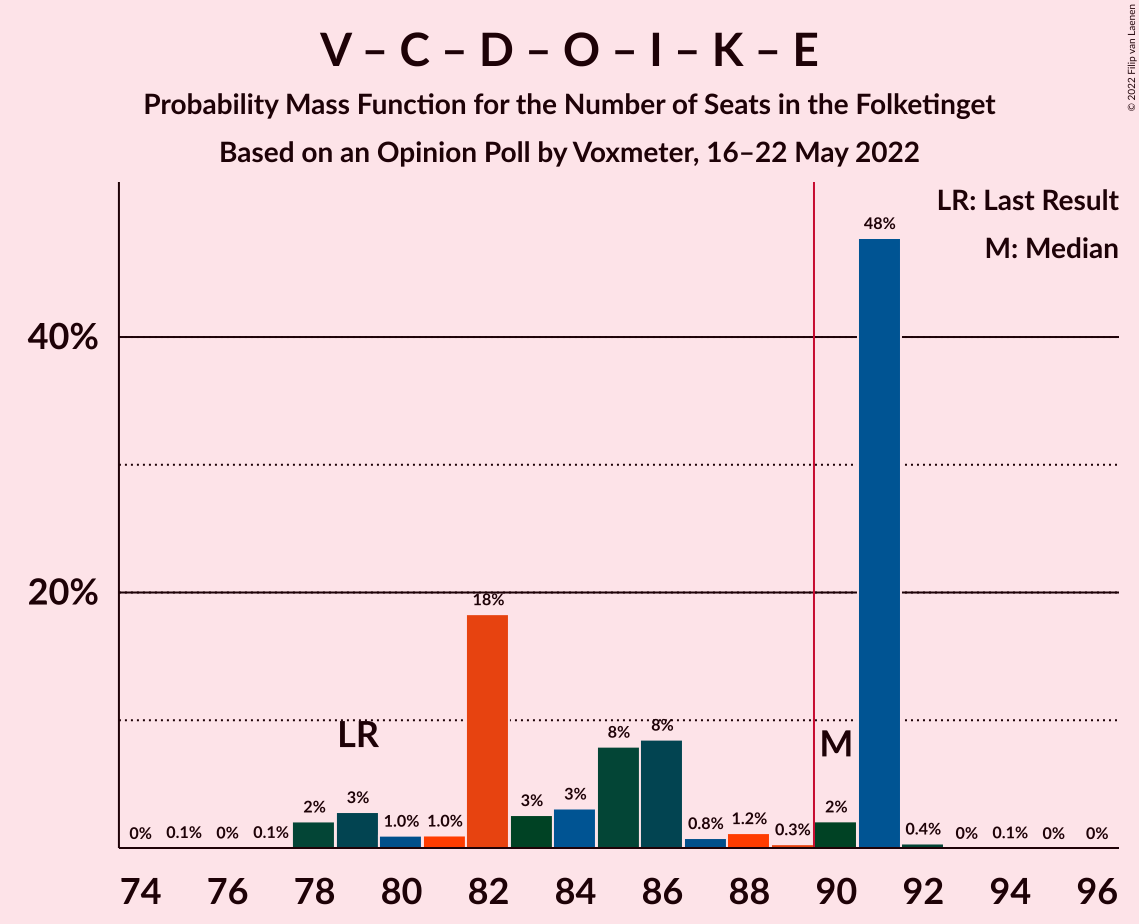 V – C – D – O – I – K – E
Probability Mass Function for the Number of Seats in the Folketinget
Based on an Opinion Poll by Voxmeter, 16–22 May 2022
© 2022 Filip van Laenen
LR: Last Result
M: Median
40%
20%
0%
0.1%
0%
0.1%
2%
3%
1.0%
1.0%
18%
3%
3%
8%
8%
0.8%
1.2%
0.3%
2%
48%
0.4%
0%
0.1%
0%
0%
LR
M
74 76 78 80 82 84 86 88 90 92 94 96